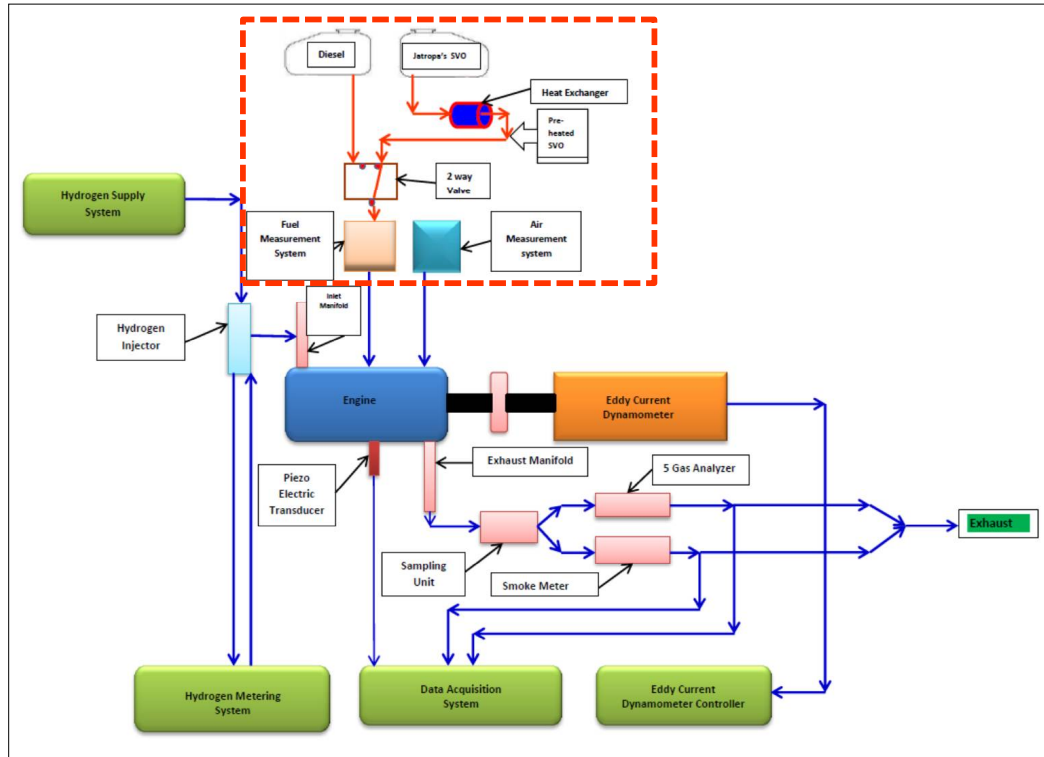 Diesel
Jatropa's SVO
Heat Exchanger
Pre-
heated
SVO
2 way
Valve
Hydrogen Supply
System
Fuel
Measurement
System
Air
Measurement
system
Inlet
Manifold
Hydrogen
Injector
Engine
Eddy Current
Dynamometer
Exhaust Manifold
5 Gas Analyzer
Piezo
Electric
Transducer
Exhaust
Sampling
Unit
Smoke Meter
Hydrogen Metering
System
Data Acquisition
System
Eddy Current
Dynamometer Controller